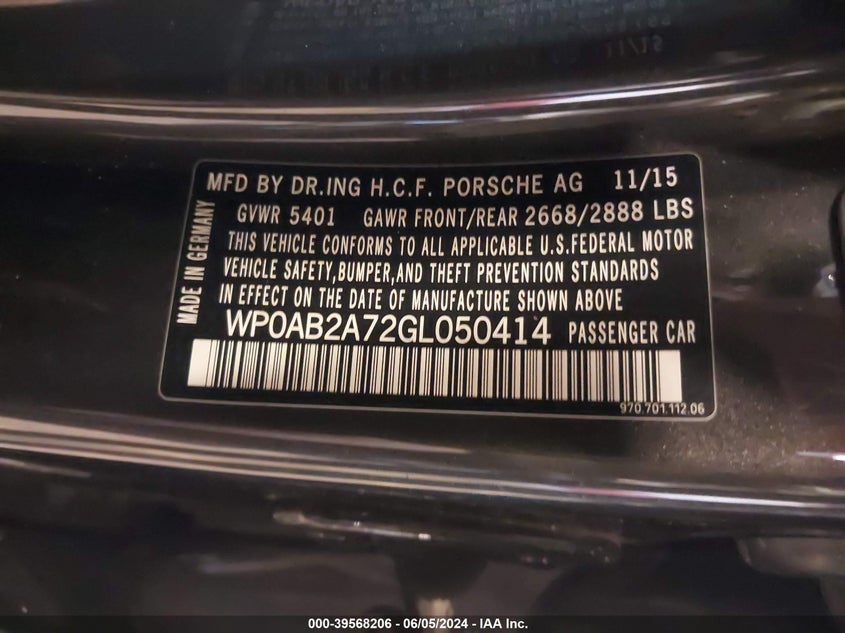 MFD BY DR.ING H.C.F. PORSCHE AG 11/15
GVWR 5401 GAWR FRONT/REAR 2668/2888 LBS
THIS VEHICLE CONFORMS TO ALL APPLICABLE U.S.FEDERAL MOTOR
VEHICLE SAFETY,BUMPER,AND THEFT PREVENTION STANDARDS
IN EFFECT ON THE DATE OF MANUFACTURE SHOWN ABOVE
MADE IN GERMANY
WP0AB2A72GL050414 PASSENGER CAR
970.701.112.06
000-39568206 - 06/05/2024 - IAA Inc.